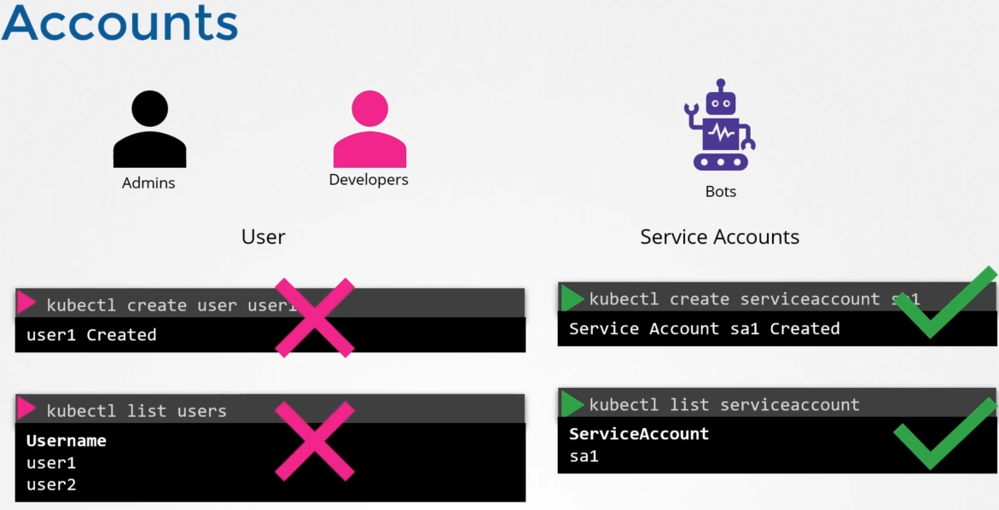 Accounts
Admins
Developers
Bots
User
Service Accounts
kubectl create user user1
user1 Created
kubectl create serviceaccount sa1
Service Account sa1 Created
kubectl list users
Username
user1
user2
kubectl list serviceaccount
ServiceAccount
sa1